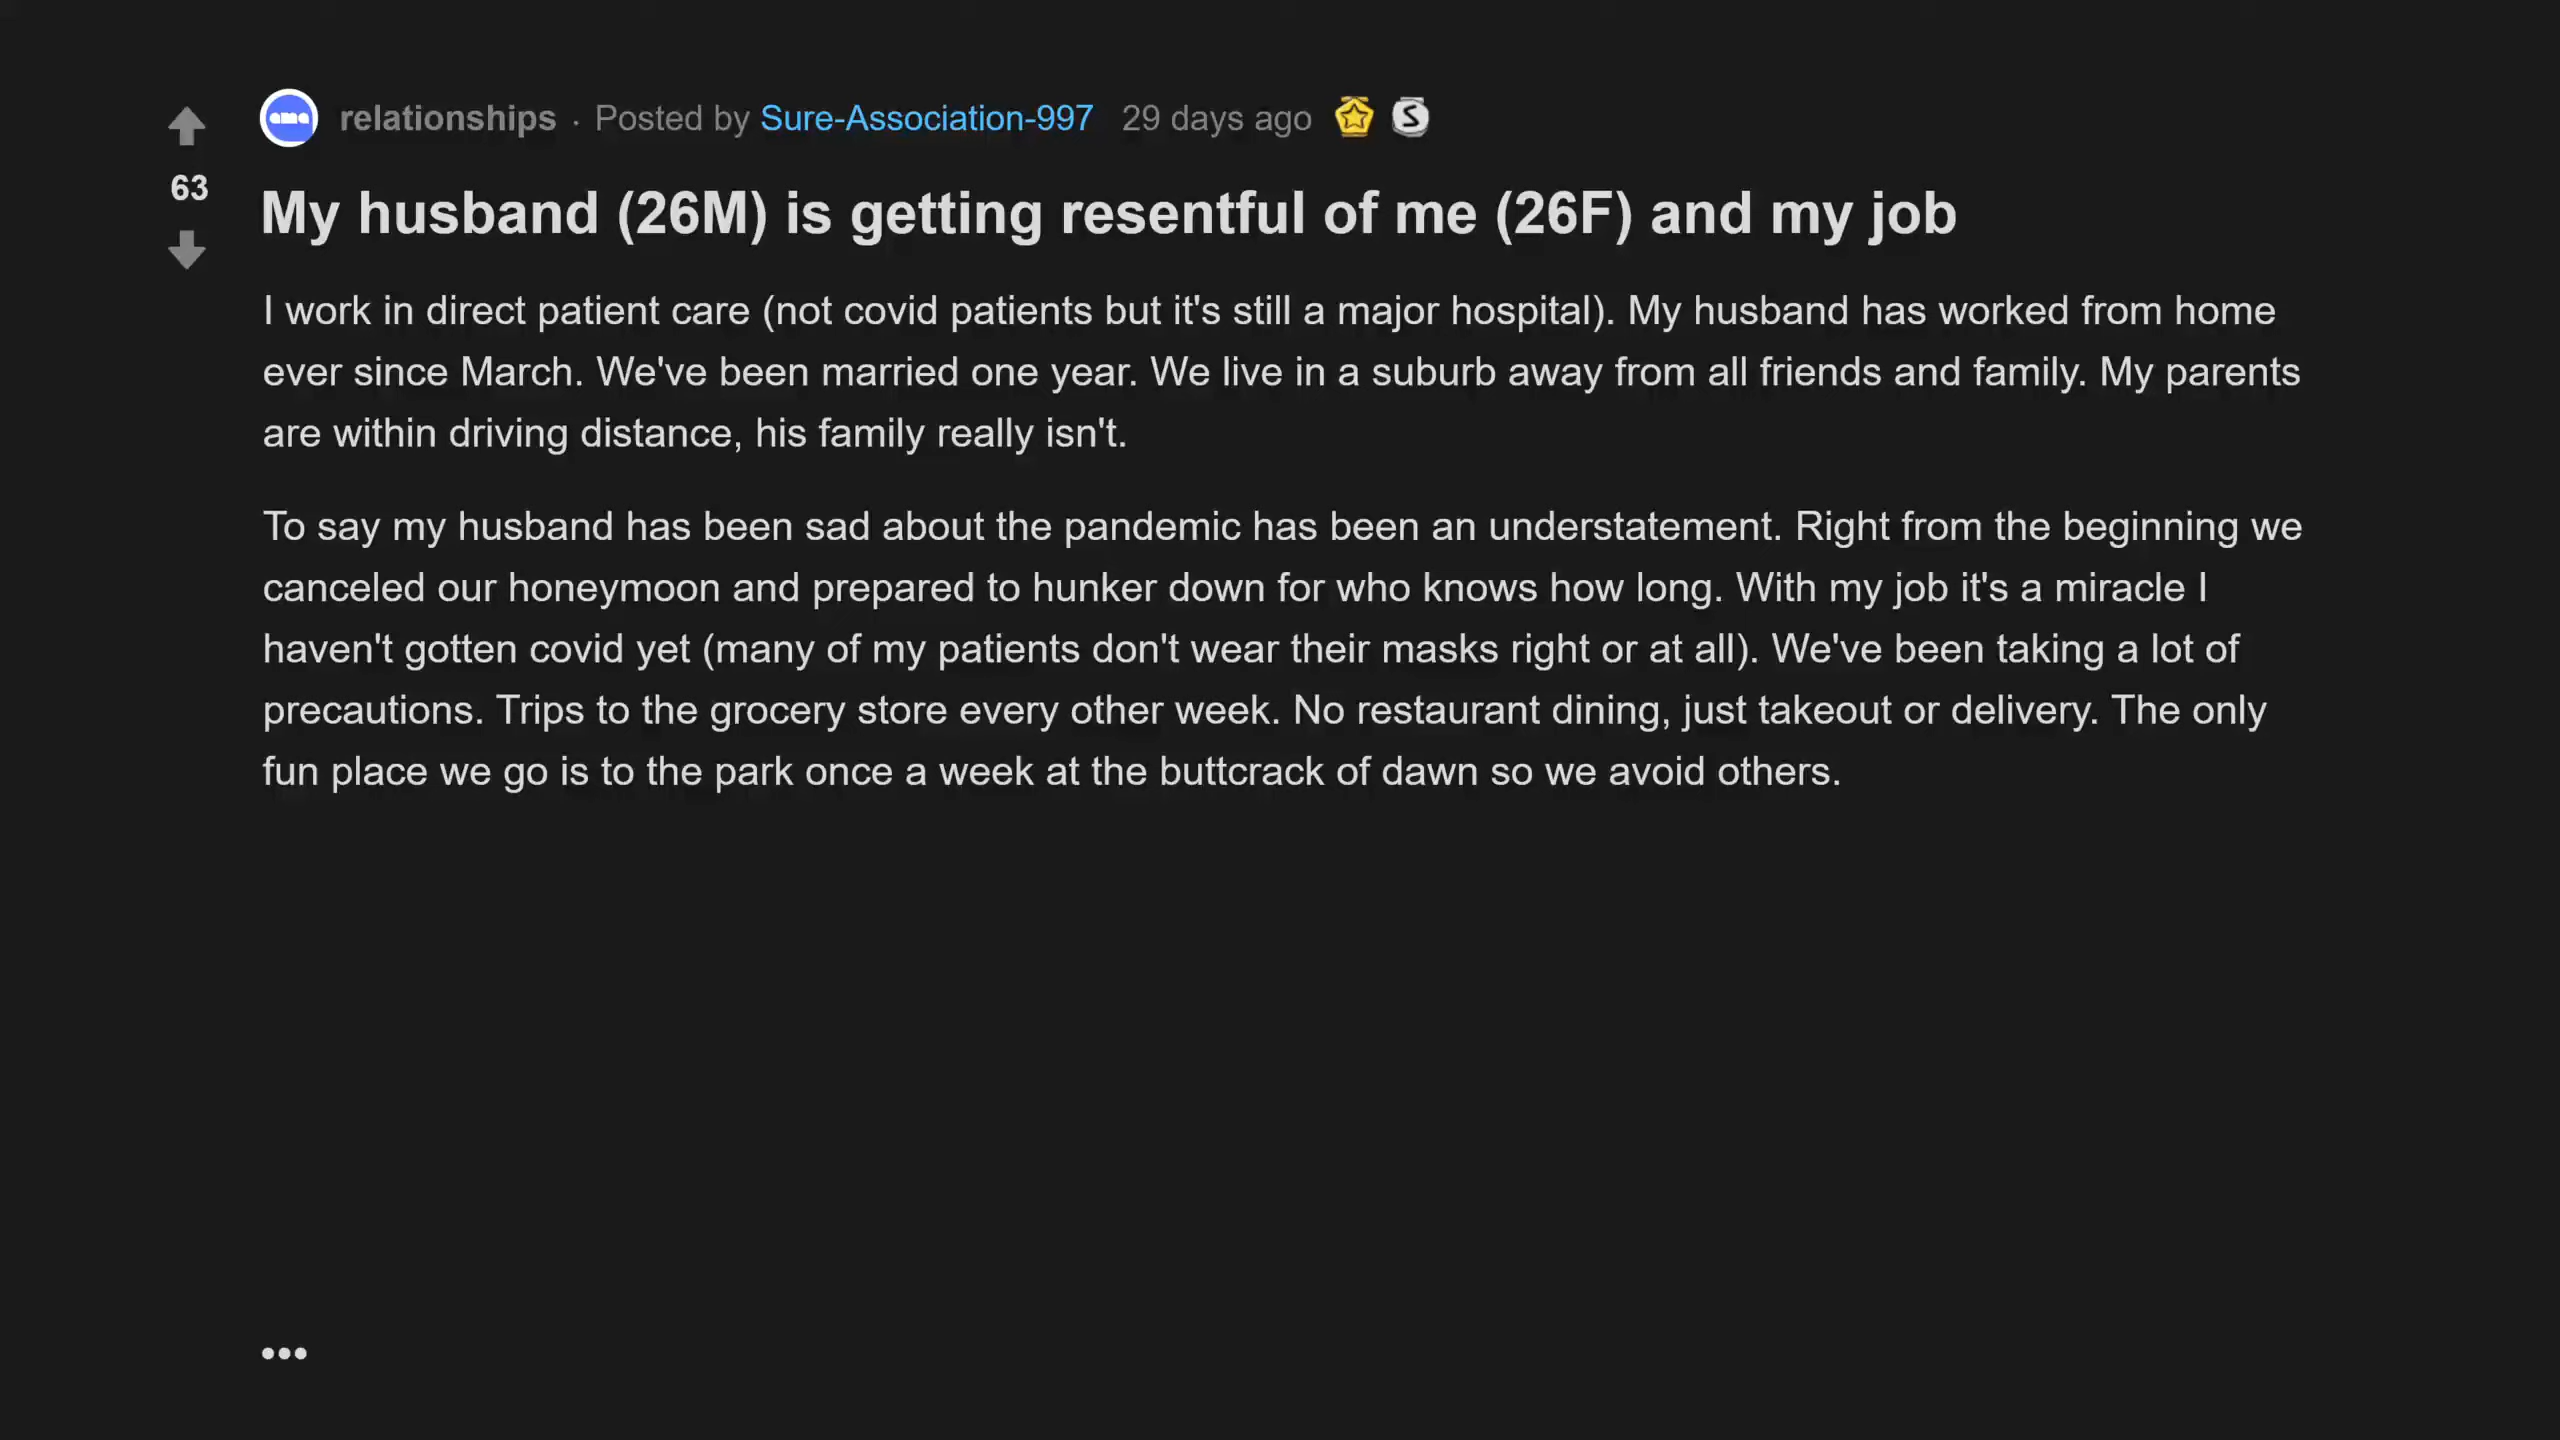 ama relationships · Posted by Sure-Association-997 29 days ago S
63
My husband (26M) is getting resentful of me (26F) and my job
I work in direct patient care (not covid patients but it's still a major hospital). My husband has worked from home
ever since March. We've been married one year. We live in a suburb away from all friends and family. My parents
are within driving distance, his family really isn't.
To say my husband has been sad about the pandemic has been an understatement. Right from the beginning we
canceled our honeymoon and prepared to hunker down for who knows how long. With my job it's a miracle I
haven't gotten covid yet (many of my patients don't wear their masks right or at all). We've been taking a lot of
precautions. Trips to the grocery store every other week. No restaurant dining, just takeout or delivery. The only
fun place we go is to the park once a week at the buttcrack of dawn so we avoid others.
•••